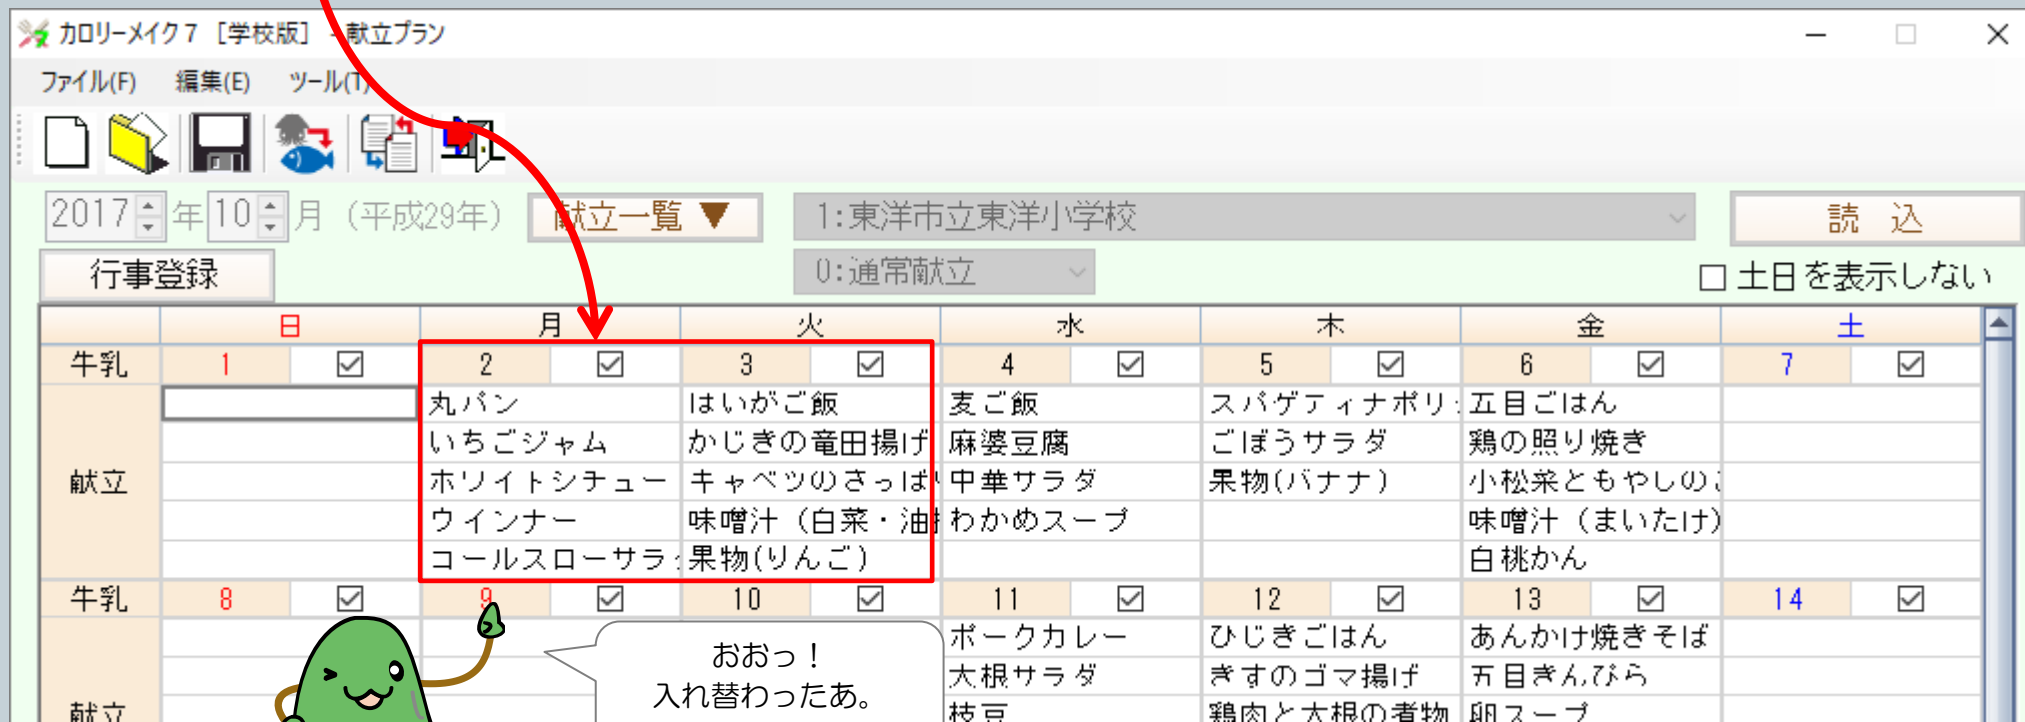 カロリーメイク７ ［学校版］ - 献立プラン
ファイル(F) 編集(E) ツール(T)
2017 年 10 月 （平成29年） 献立一覧 ▼ 1:東洋市立東洋小学校 読 込
行事登録 0:通常献立 土日を表示しない
日 月 火 水 木 金 土
牛乳 1 2 3 4 5 6 7
丸パン はいがご飯 麦ご飯 スパゲティナポリ 五目ごはん
いちごジャム かじきの竜田揚げ 麻婆豆腐 ごぼうサラダ 鶏の照り焼き
献立 ホワイトシチュー キャベツのさっぱ 中華サラダ 果物(バナナ) 小松菜ともやしの
ウインナー 味噌汁（白菜・油 わかめスープ 味噌汁（まいたけ）
コールスローサラ 果物(りんご) 白桃かん
牛乳 8 9 10 11 12 13 14
ポークカレー ひじきごはん あんかけ焼きそば
おおっ！
大根サラダ きすのゴマ揚げ 五目きんぴら
入れ替わったあ。
献立 枝豆 鶏肉と大根の煮物 卵スープ